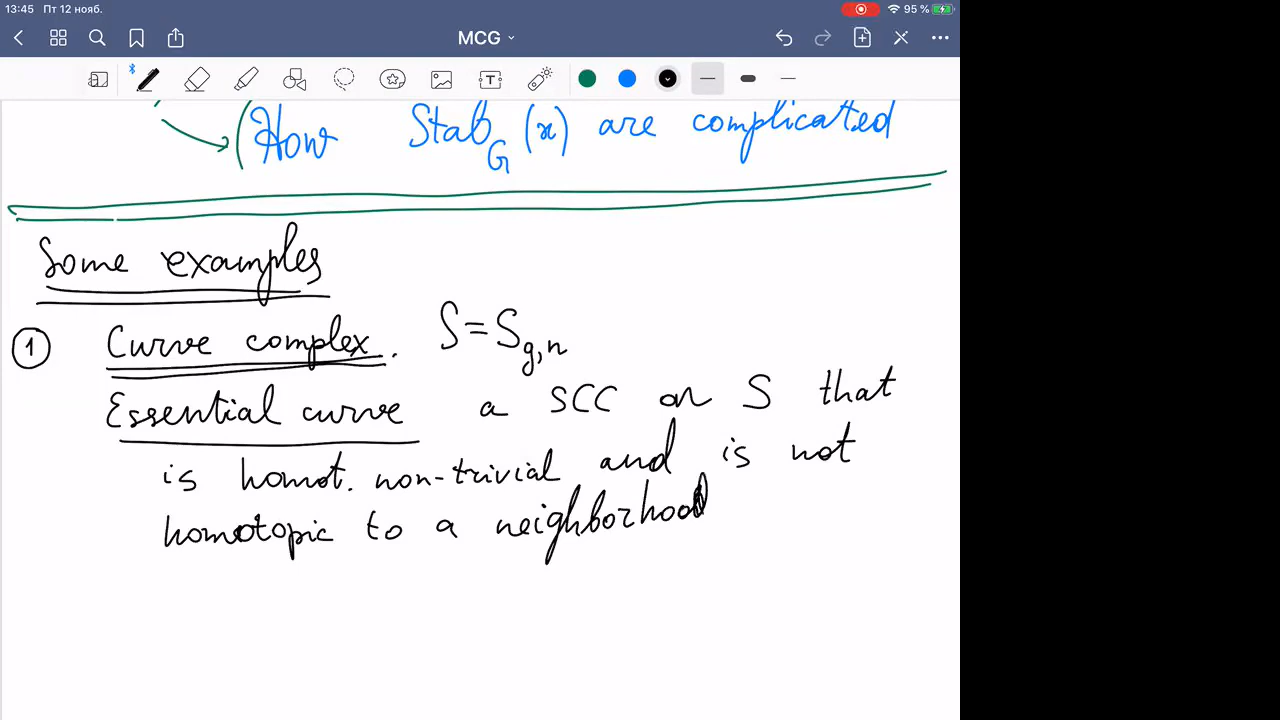 13:45 Пт 12 нояб. 95 %
MCG
(How Stab_G (x) are complicated
Some examples
① Curve complex. S = S_{g,n}
Essential curve a SCC on S that
is homot. non-trivial and is not
homotopic to a neighborhood